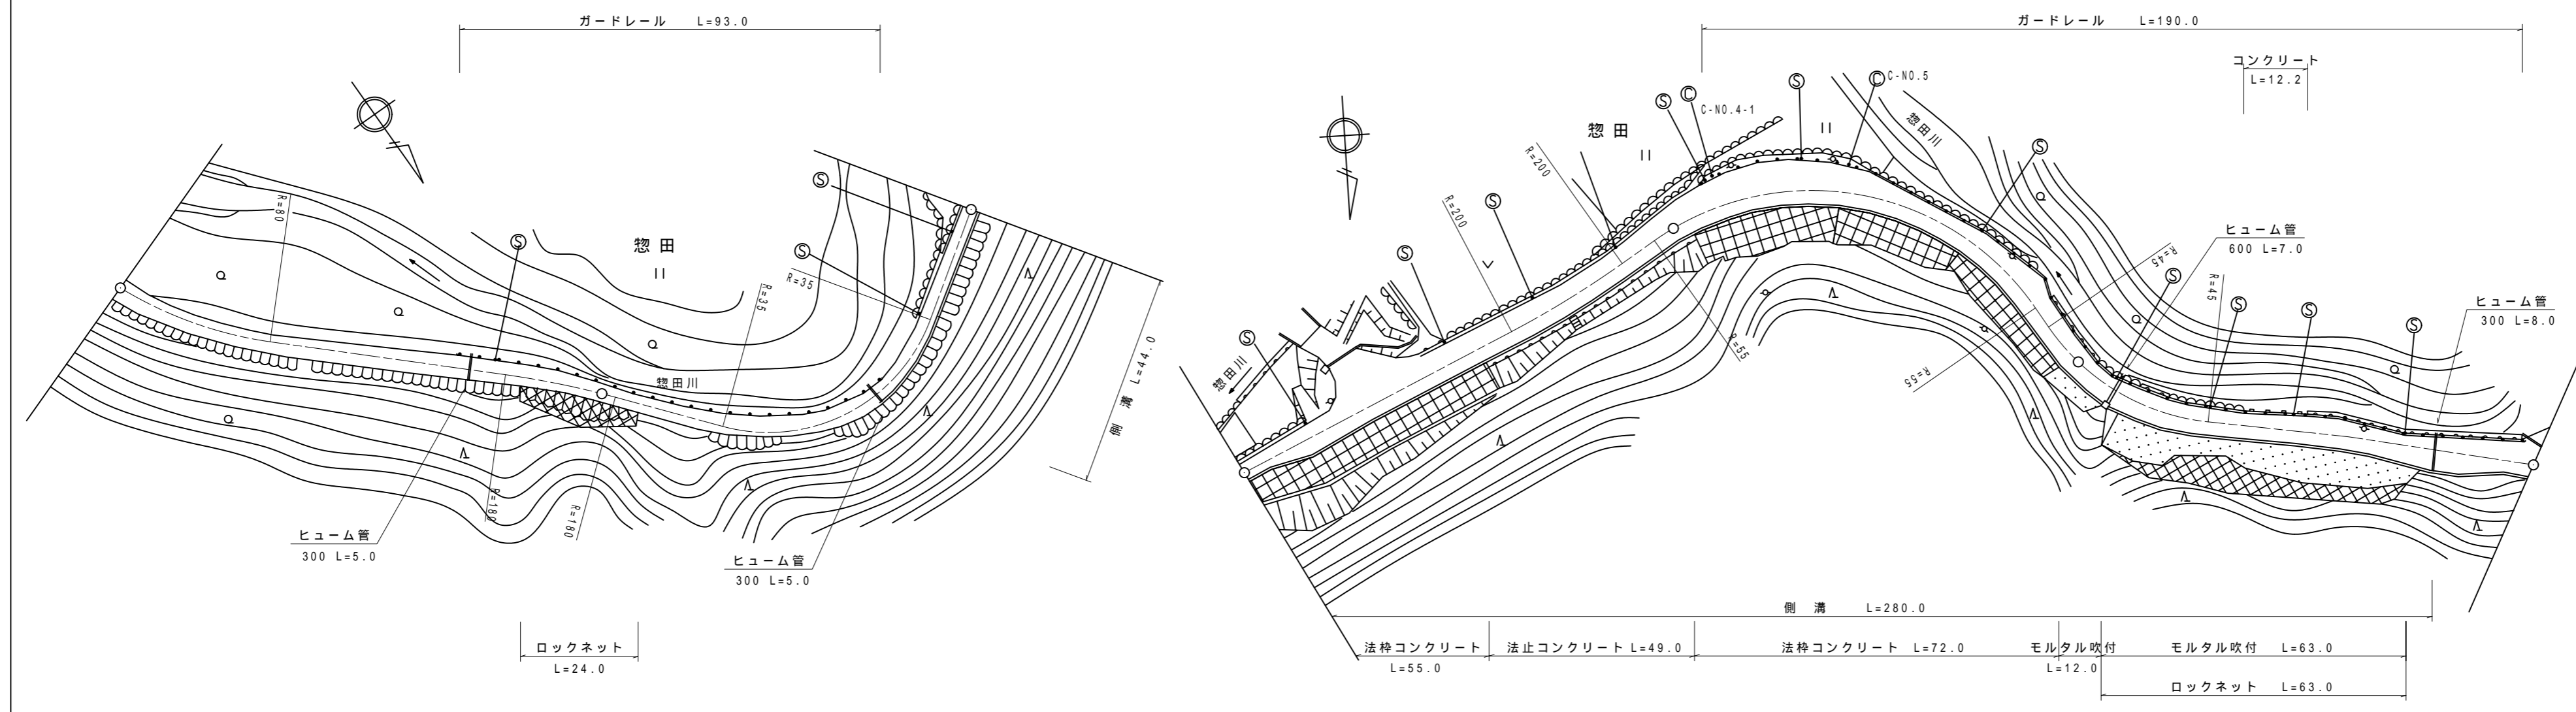 ガードレール L=93.0
R=80
S
惣田
S
S
R=35
R=35
惣田川
側溝 L=44.0
R=180
R=180
ヒューム管
300 L=5.0
ヒューム管
300 L=5.0
ロックネット
L=24.0
ガードレール L=190.0
コンクリート
L=12.2
S
C
C-NO.4-1
S
C
C-NO.5
惣田
惣田川
S
R=200
R=200
S
S
S
惣田川
R=55
R=55
R=45
R=45
ヒューム管
600 L=7.0
S
S
S
S
ヒューム管
300 L=8.0
側溝 L=280.0
法枠コンクリート
L=55.0
法止コンクリート L=49.0
法枠コンクリート L=72.0
モルタル吹付
L=12.0
モルタル吹付 L=63.0
ロックネット L=63.0